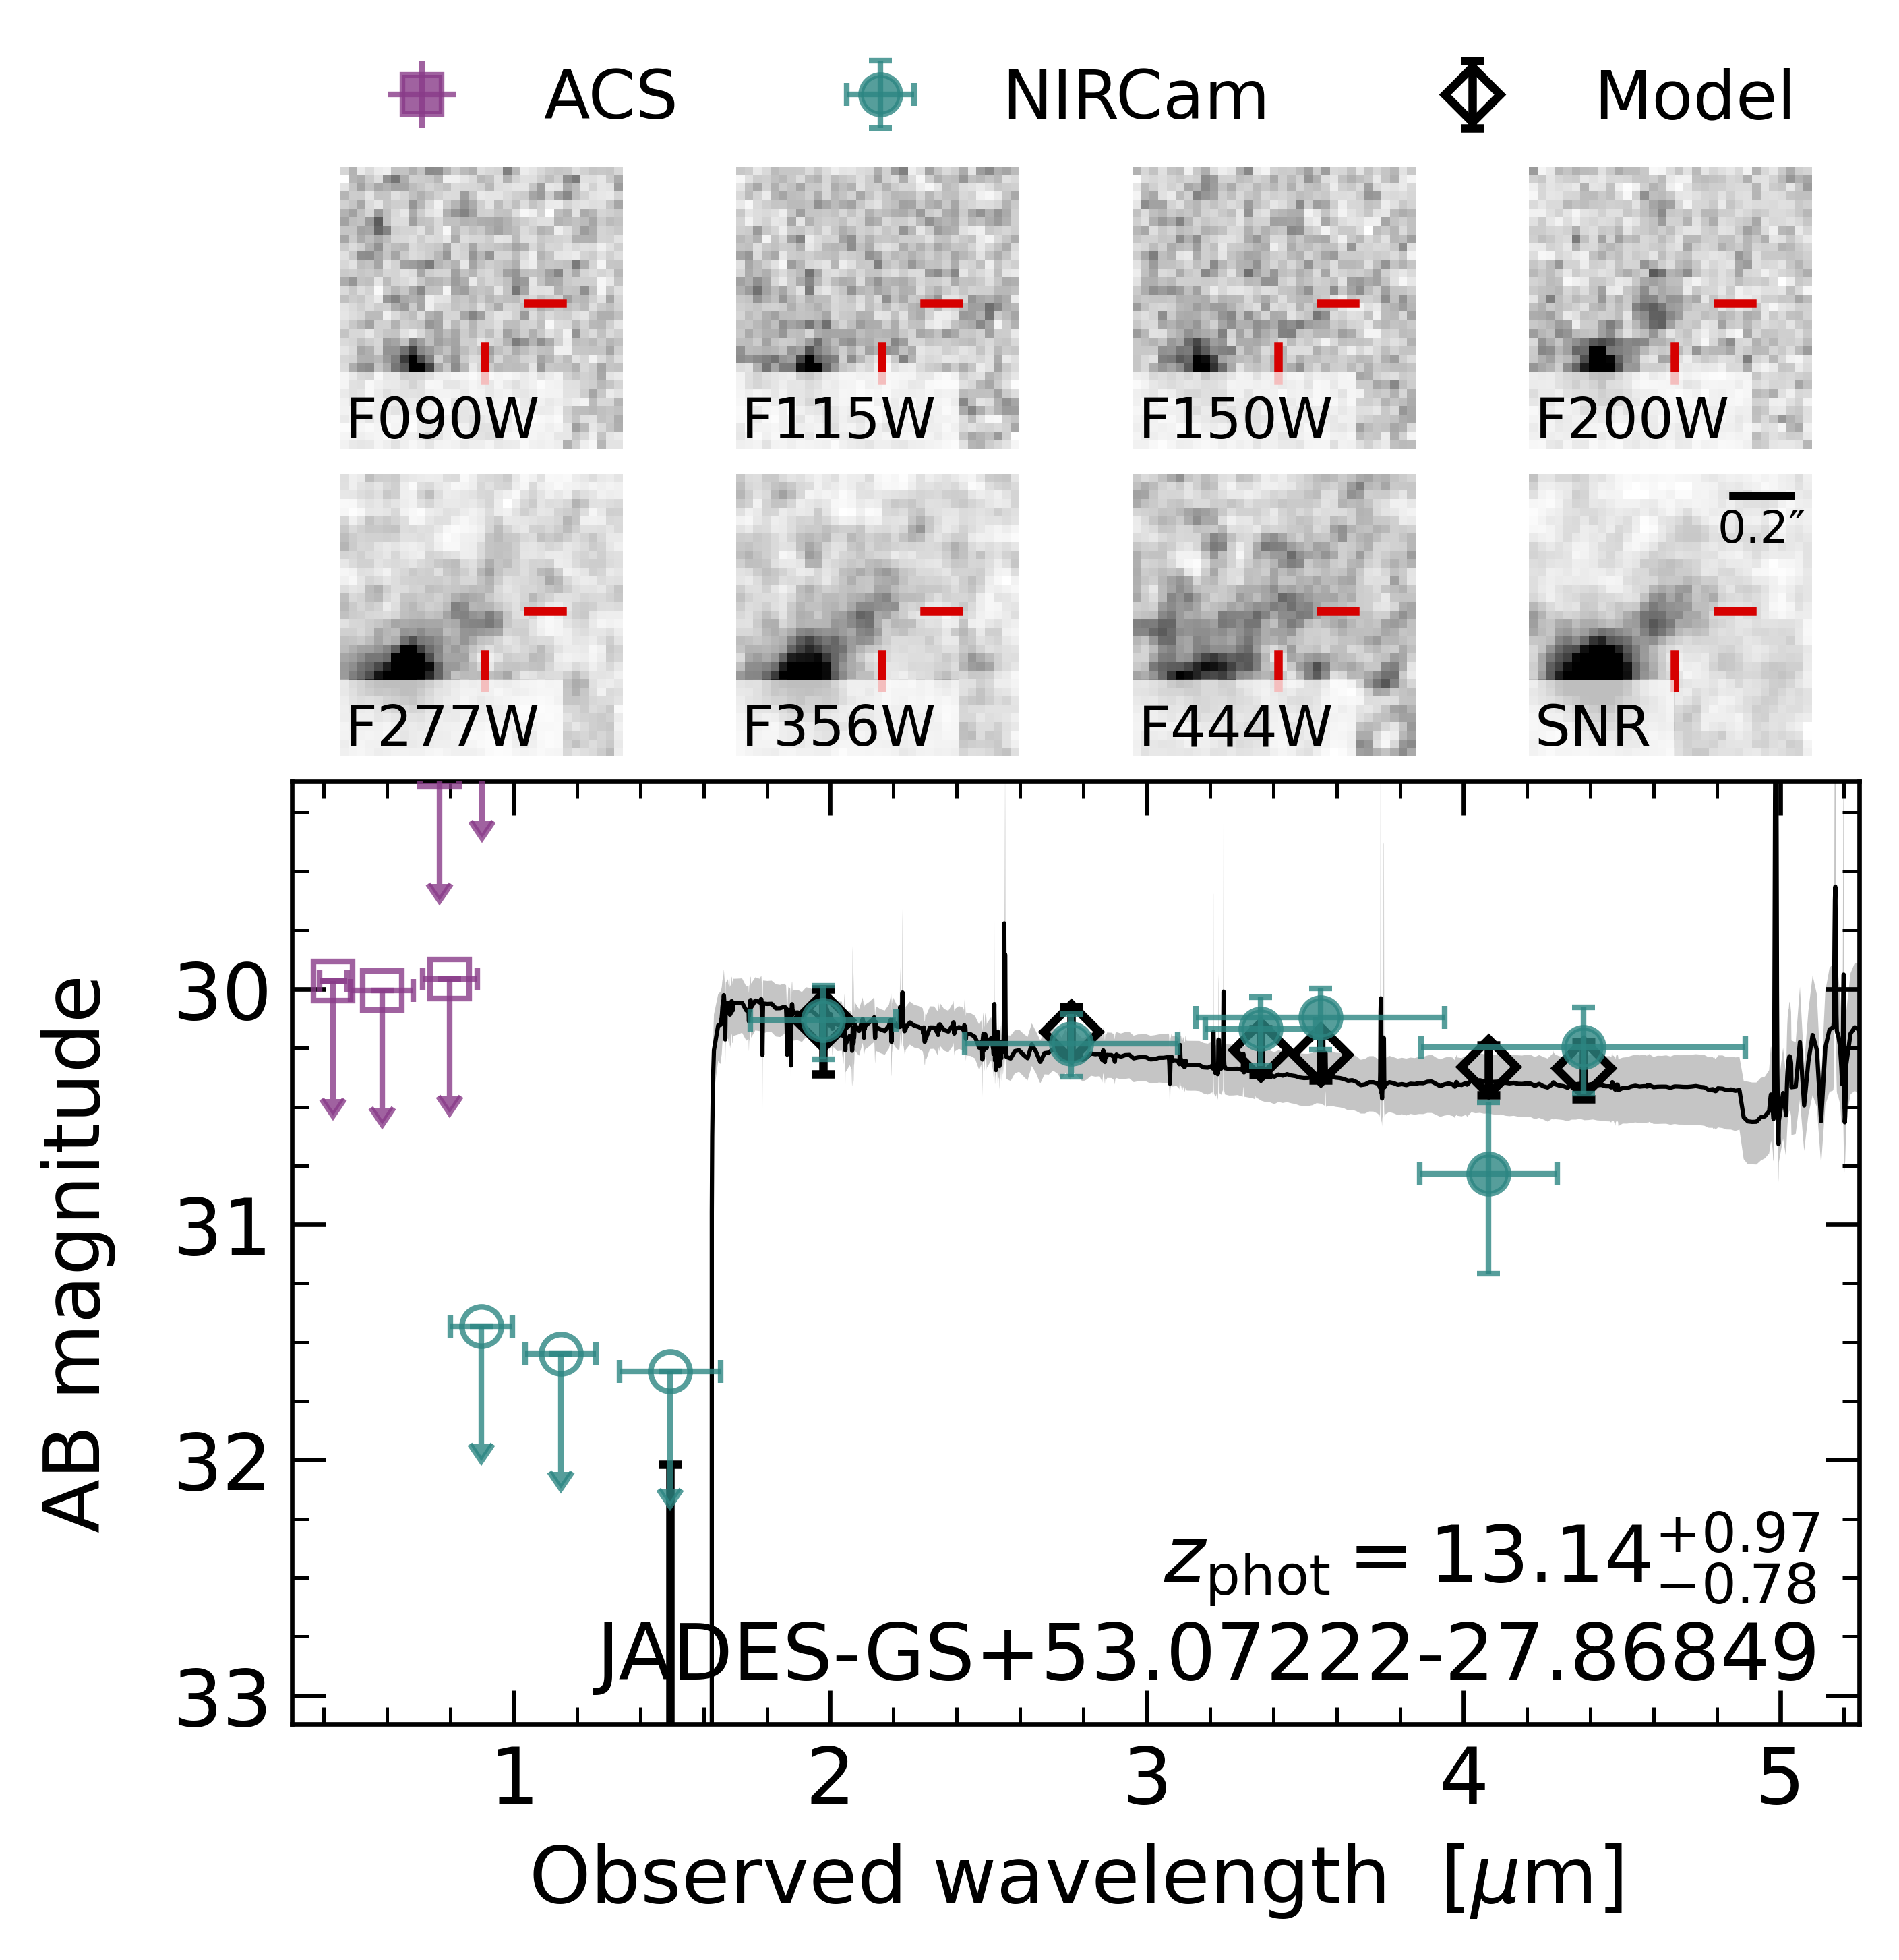 ACS NIRCam Model
F090W F115W F150W F200W
0.2″
F277W F356W F444W SNR
AB magnitude
30
31
32
33
z_phot = 13.14^{+0.97}_{−0.78}
JADES-GS+53.07222-27.86849
1 2 3 4 5
Observed wavelength [μm]